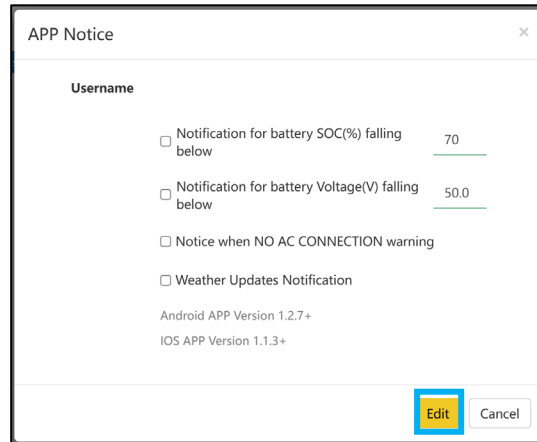 APP Notice ×
Username
Notification for battery SOC(%) falling 70
below
Notification for battery Voltage(V) falling 50.0
below
Notice when NO AC CONNECTION warning
Weather Updates Notification
Android APP Version 1.2.7+
IOS APP Version 1.1.3+
Edit Cancel